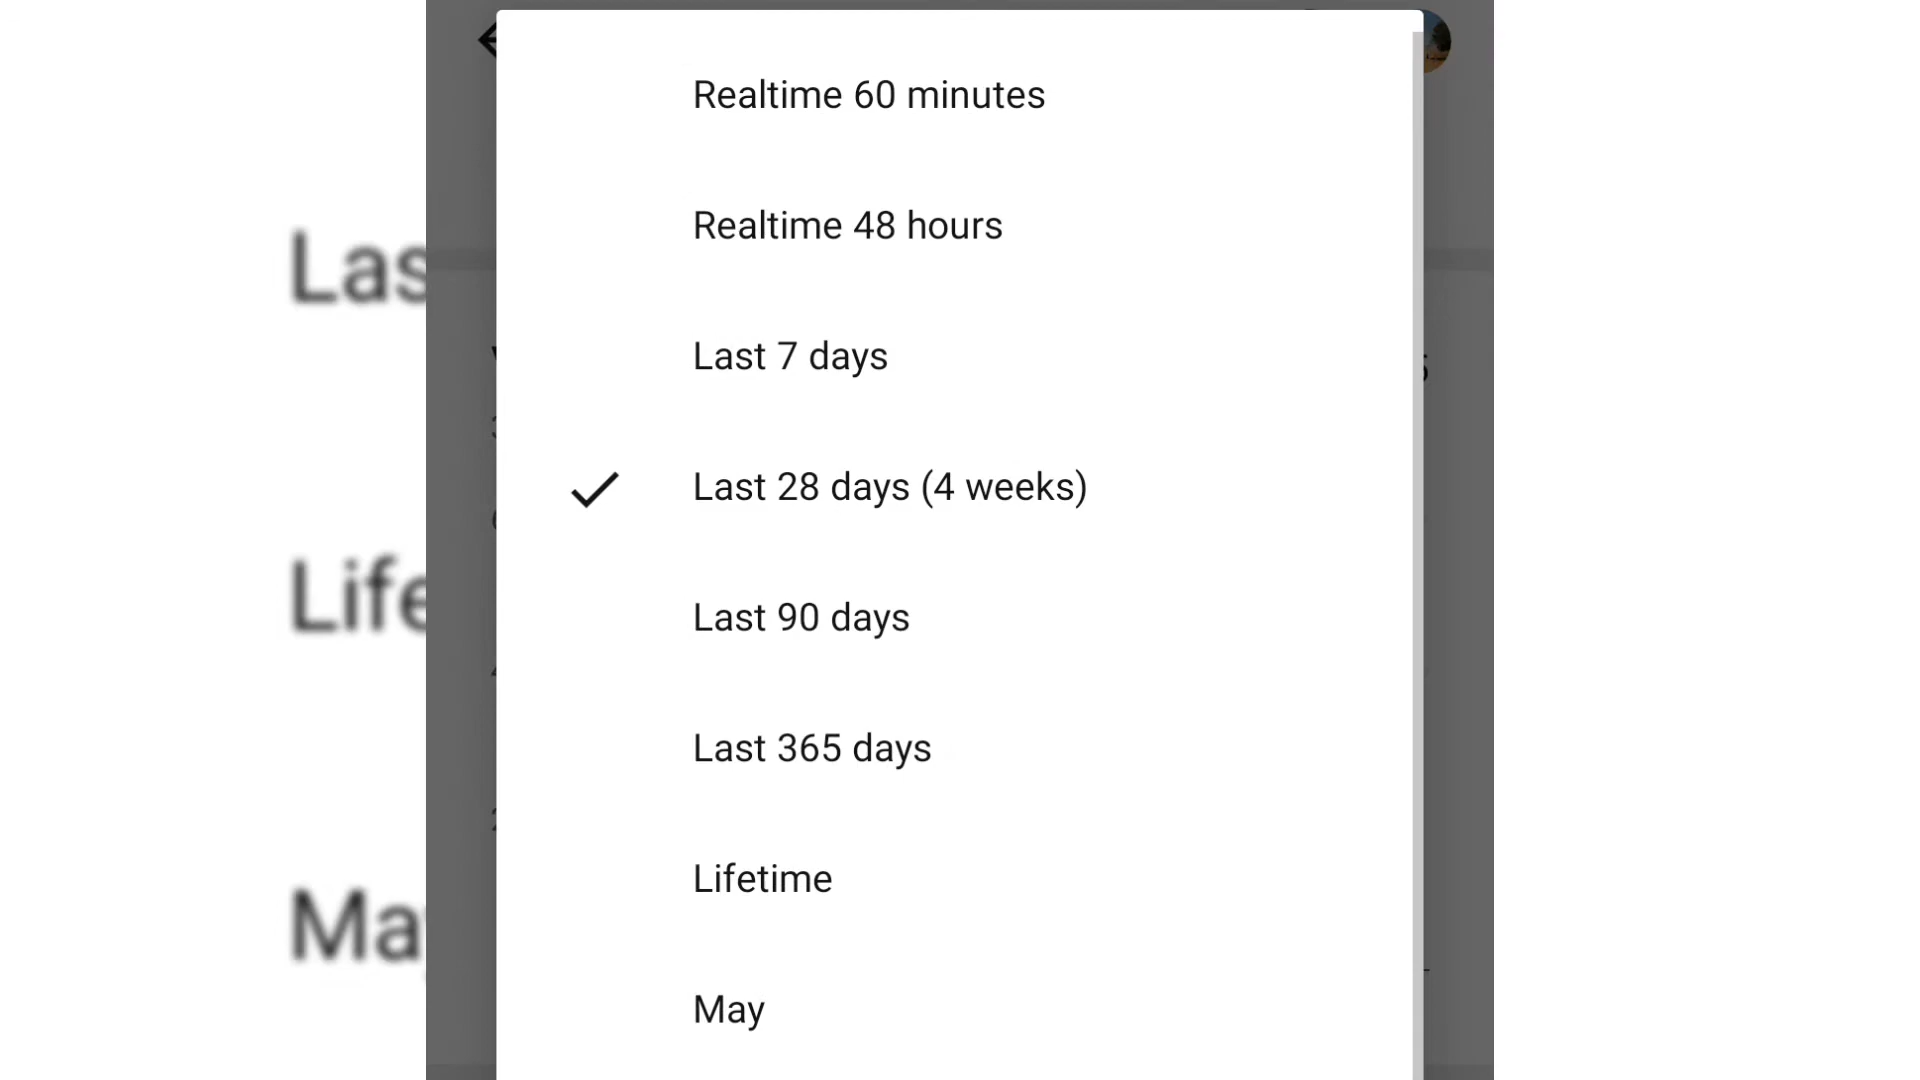 Realtime 60 minutes
Realtime 48 hours
Last 7 days
Last 28 days (4 weeks)
Last 90 days
Last 365 days
Lifetime
May